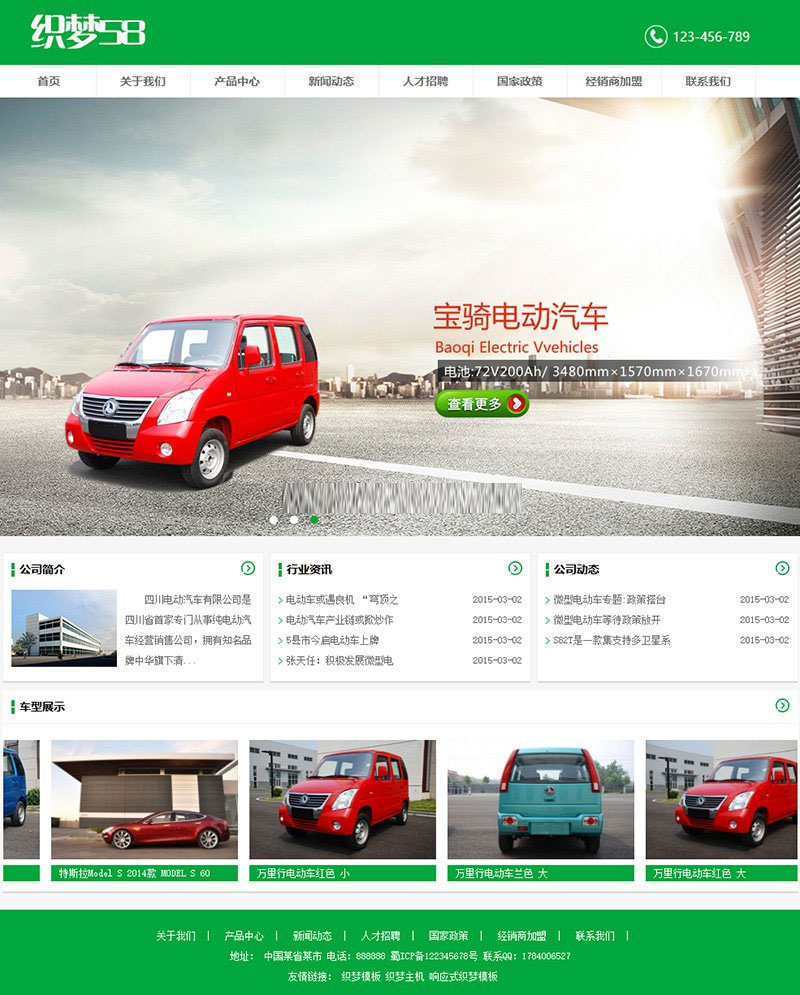 织梦58
123-456-789
首页 关于我们 产品中心 新闻动态 人才招聘 国家政策 经销商加盟 联系我们
宝骑电动汽车
Baoqi Electric Vvehicles
电池:72V200Ah/ 3480mm×1570mm×1670mm
查看更多
公司简介
四川电动汽车有限公司是
四川省首家专门从事纯电动汽
车经营销售公司，拥有知名品
牌中华旗下清...
行业资讯
电动车或遇良机 “穹顶之 2015-03-02
电动汽车产业链或掀炒作 2015-03-02
5县市今启电动车上牌 2015-03-02
张天任：积极发展微型电 2015-03-02
公司动态
微型电动车专题:政策搭台 2015-03-02
微型电动车等待政策放开 2015-03-02
S82T是一款集支持多卫星系 2015-03-02
车型展示
特斯拉Model S 2014款 MODEL S 60
万里行电动车红色 小
万里行电动车兰色 大
万里行电动车红色 大
关于我们 | 产品中心 | 新闻动态 | 人才招聘 | 国家政策 | 经销商加盟 | 联系我们 |
地址： 中国某省某市 电话：888888 蜀ICP备122345678号 联系QQ：1784006527
友情链接： 织梦模板 织梦主机 响应式织梦模板